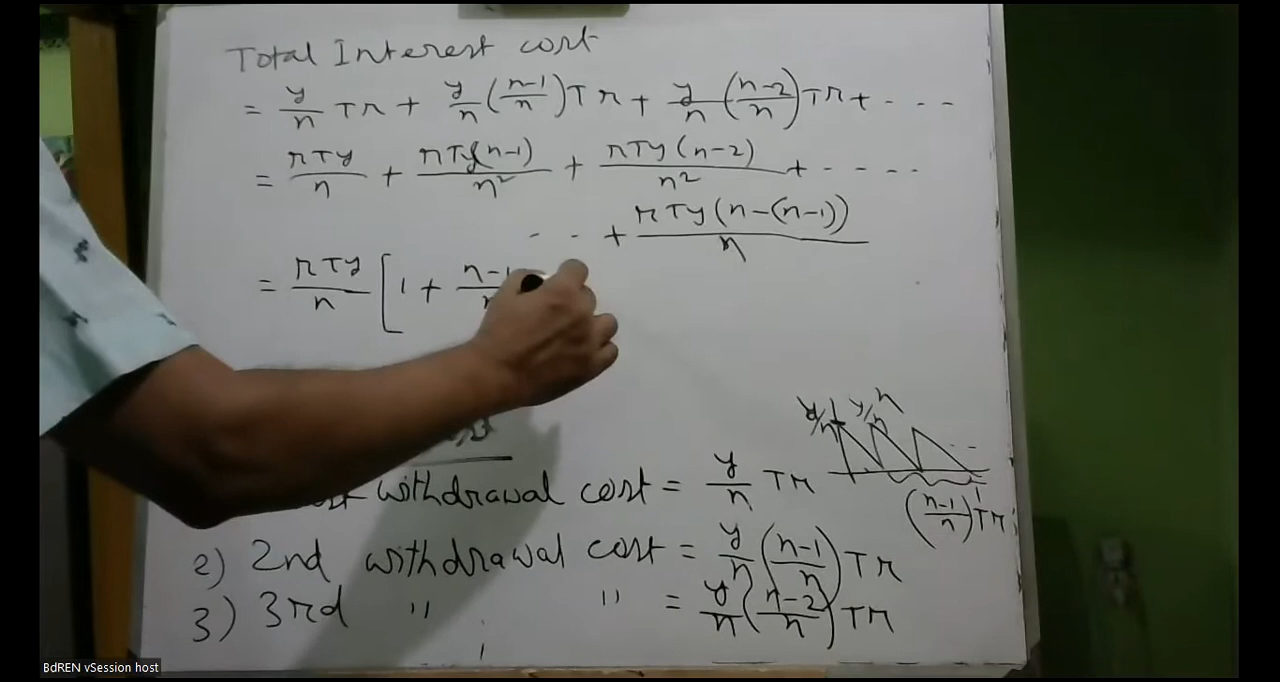 Total Interest cost
= y/n Tr + y/n (n-1/n) Tr + y/n (n-2/n) Tr + - - - -
= rTy/n + rTy(n-1)/n² + rTy(n-2)/n² + - - - -
- - + rTy(n-(n-1))/n
= rTy/n [ 1 + n-1
y/n y/n
withdrawal cost = y/n Tr
(n-1/n) Tr
2) 2nd withdrawal cost = y/n (n-1/n) Tr
3) 3rd " " = y/n (n-2/n) Tr
BdREN vSession host